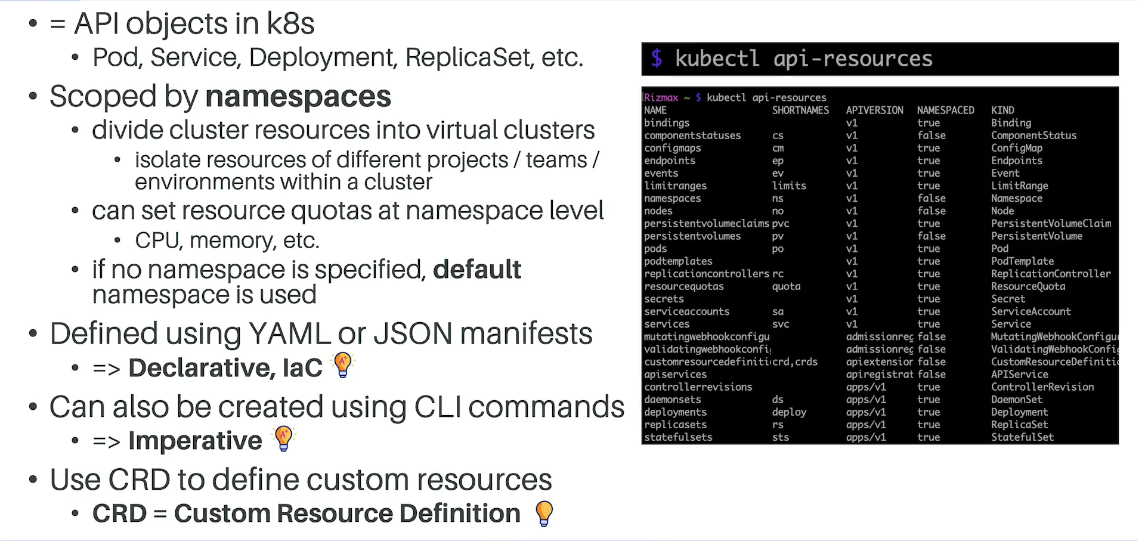 = API objects in k8s
Pod, Service, Deployment, ReplicaSet, etc.
Scoped by namespaces
divide cluster resources into virtual clusters
isolate resources of different projects / teams /
environments within a cluster
can set resource quotas at namespace level
CPU, memory, etc.
if no namespace is specified, default
namespace is used
Defined using YAML or JSON manifests
=> Declarative, IaC
Can also be created using CLI commands
=> Imperative
Use CRD to define custom resources
CRD = Custom Resource Definition
$ kubectl api-resources
Rizmax ~ $ kubectl api-resources
NAME SHORTNAMES APIVERSION NAMESPACED KIND
bindings v1 true Binding
componentstatuses cs v1 false ComponentStatus
configmaps cm v1 true ConfigMap
endpoints ep v1 true Endpoints
events ev v1 true Event
limitranges limits v1 true LimitRange
namespaces ns v1 false Namespace
nodes no v1 false Node
persistentvolumeclaims pvc v1 true PersistentVolumeClaim
persistentvolumes pv v1 false PersistentVolume
pods po v1 true Pod
podtemplates v1 true PodTemplate
replicationcontrollers rc v1 true ReplicationController
resourcequotas quota v1 true ResourceQuota
secrets v1 true Secret
serviceaccounts sa v1 true ServiceAccount
services svc v1 true Service
mutatingwebhookconfigu admissionreg false MutatingWebhookConfigu
validatingwebhookconfi admissionreg false ValidatingWebhookConfi
customresourcedefiniti crd,crds apiextension false CustomResourceDefiniti
apiservices apiregistrat false APIService
controllerrevisions apps/v1 true ControllerRevision
daemonsets ds apps/v1 true DaemonSet
deployments deploy apps/v1 true Deployment
replicasets rs apps/v1 true ReplicaSet
statefulsets sts apps/v1 true StatefulSet